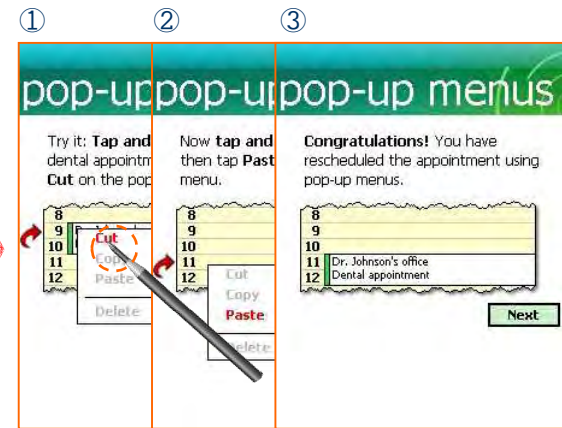 ① ② ③
pop-up
Try it: Tap and
dental appointm
Cut on the pop
8
9
10
11
12
Cut
Copy
Paste
Delete
pop-up
Now tap and
then tap Past
menu.
8
9
10
11
12
Cut
Copy
Paste
Delete
pop-up menus
Congratulations! You have
rescheduled the appointment using
pop-up menus.
8
9
10
11 Dr. Johnson's office
12 Dental appointment
Next